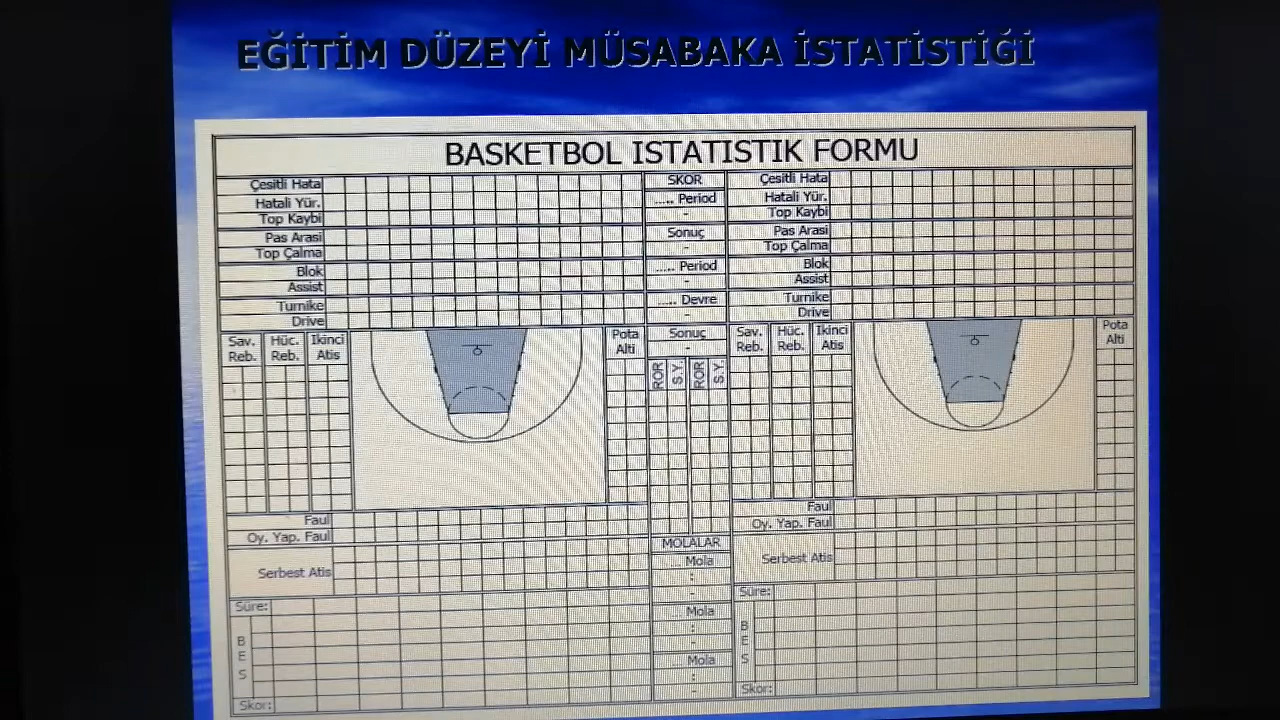 EĞİTİM DÜZEYİ MÜSABAKA İSTATİSTİĞİ
BASKETBOL ISTATISTIK FORMU
Çesitli Hata
Hatali Yür.
Top Kaybi
Pas Arasi
Top Çalma
Blok
Assist
Turnike
Drive
Sav. Reb.
Hüc. Reb.
Ikinci Atis
Pota Alti
Faul
Oy. Yap. Faul
Serbest Atis
Süre:
B
E
S
Skor:
SKOR
..... Period
-
Sonuç
-
..... Period
-
..... Devre
-
Sonuç
-
ROR
S.Y.
ROR
S.Y.
MOLALAR
... Mola
:
-
... Mola
:
-
... Mola
:
-
Çesitli Hata
Hatali Yür.
Top Kaybi
Pas Arasi
Top Çalma
Blok
Assist
Turnike
Drive
Sav. Reb.
Hüc. Reb.
Ikinci Atis
Pota Alti
Faul
Oy. Yap. Faul
Serbest Atis
Süre:
B
E
S
Skor: